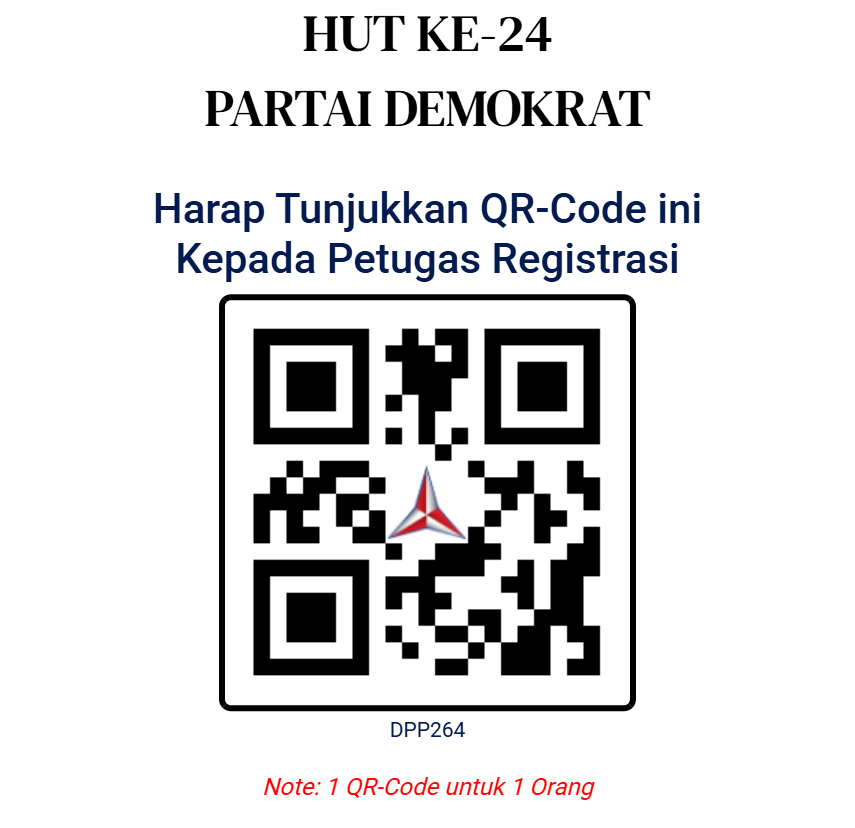 HUT KE-24
PARTAI DEMOKRAT
Harap Tunjukkan QR-Code ini
Kepada Petugas Registrasi
DPP264
Note: 1 QR-Code untuk 1 Orang